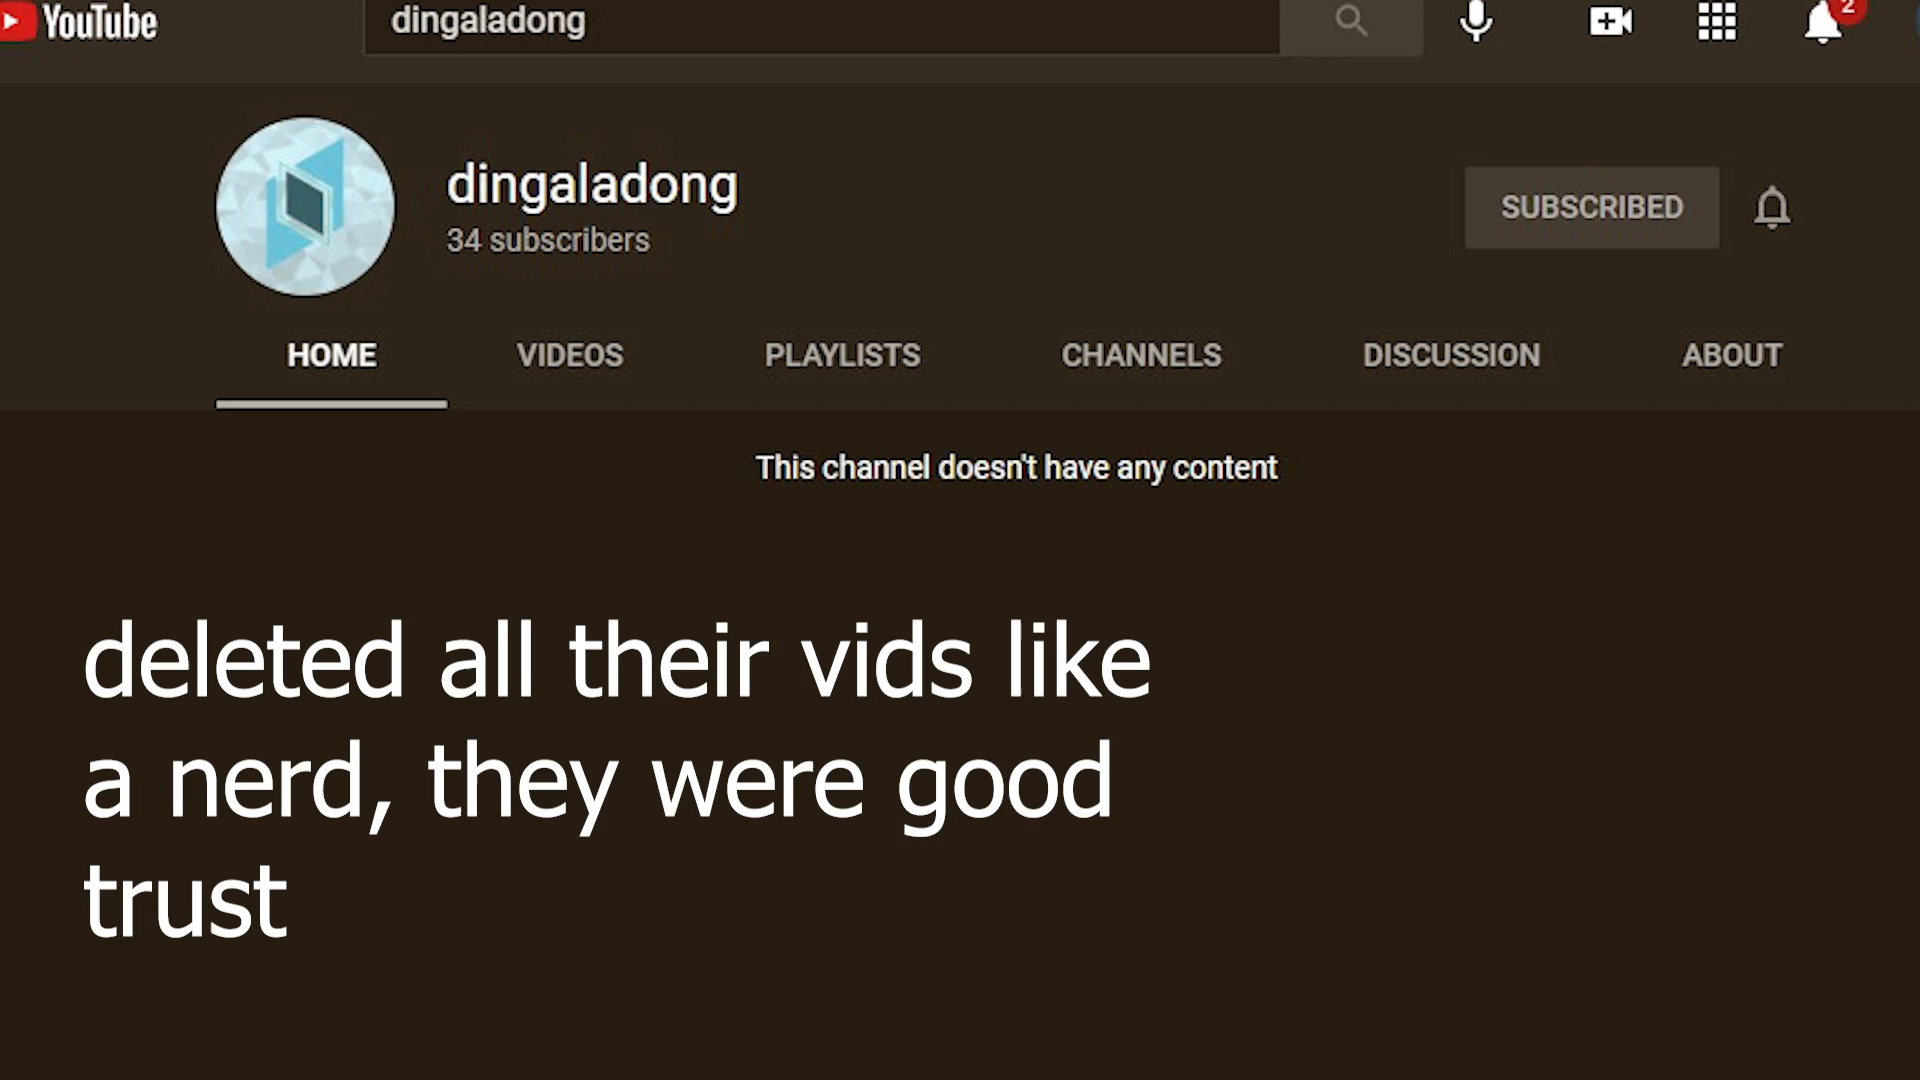 YouTube
dingaladong
2
dingaladong
34 subscribers
SUBSCRIBED
HOME VIDEOS PLAYLISTS CHANNELS DISCUSSION ABOUT
This channel doesn't have any content
deleted all their vids like
a nerd, they were good
trust